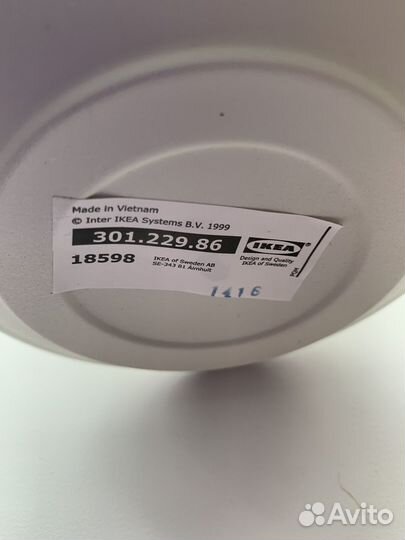 Made in Vietnam
© Inter IKEA Systems B.V. 1999
301.229.86
IKEA®
18598
IKEA of Sweden AB
SE-343 81 Älmhult
Design and Quality
IKEA of Sweden
PQM
1416
Avito